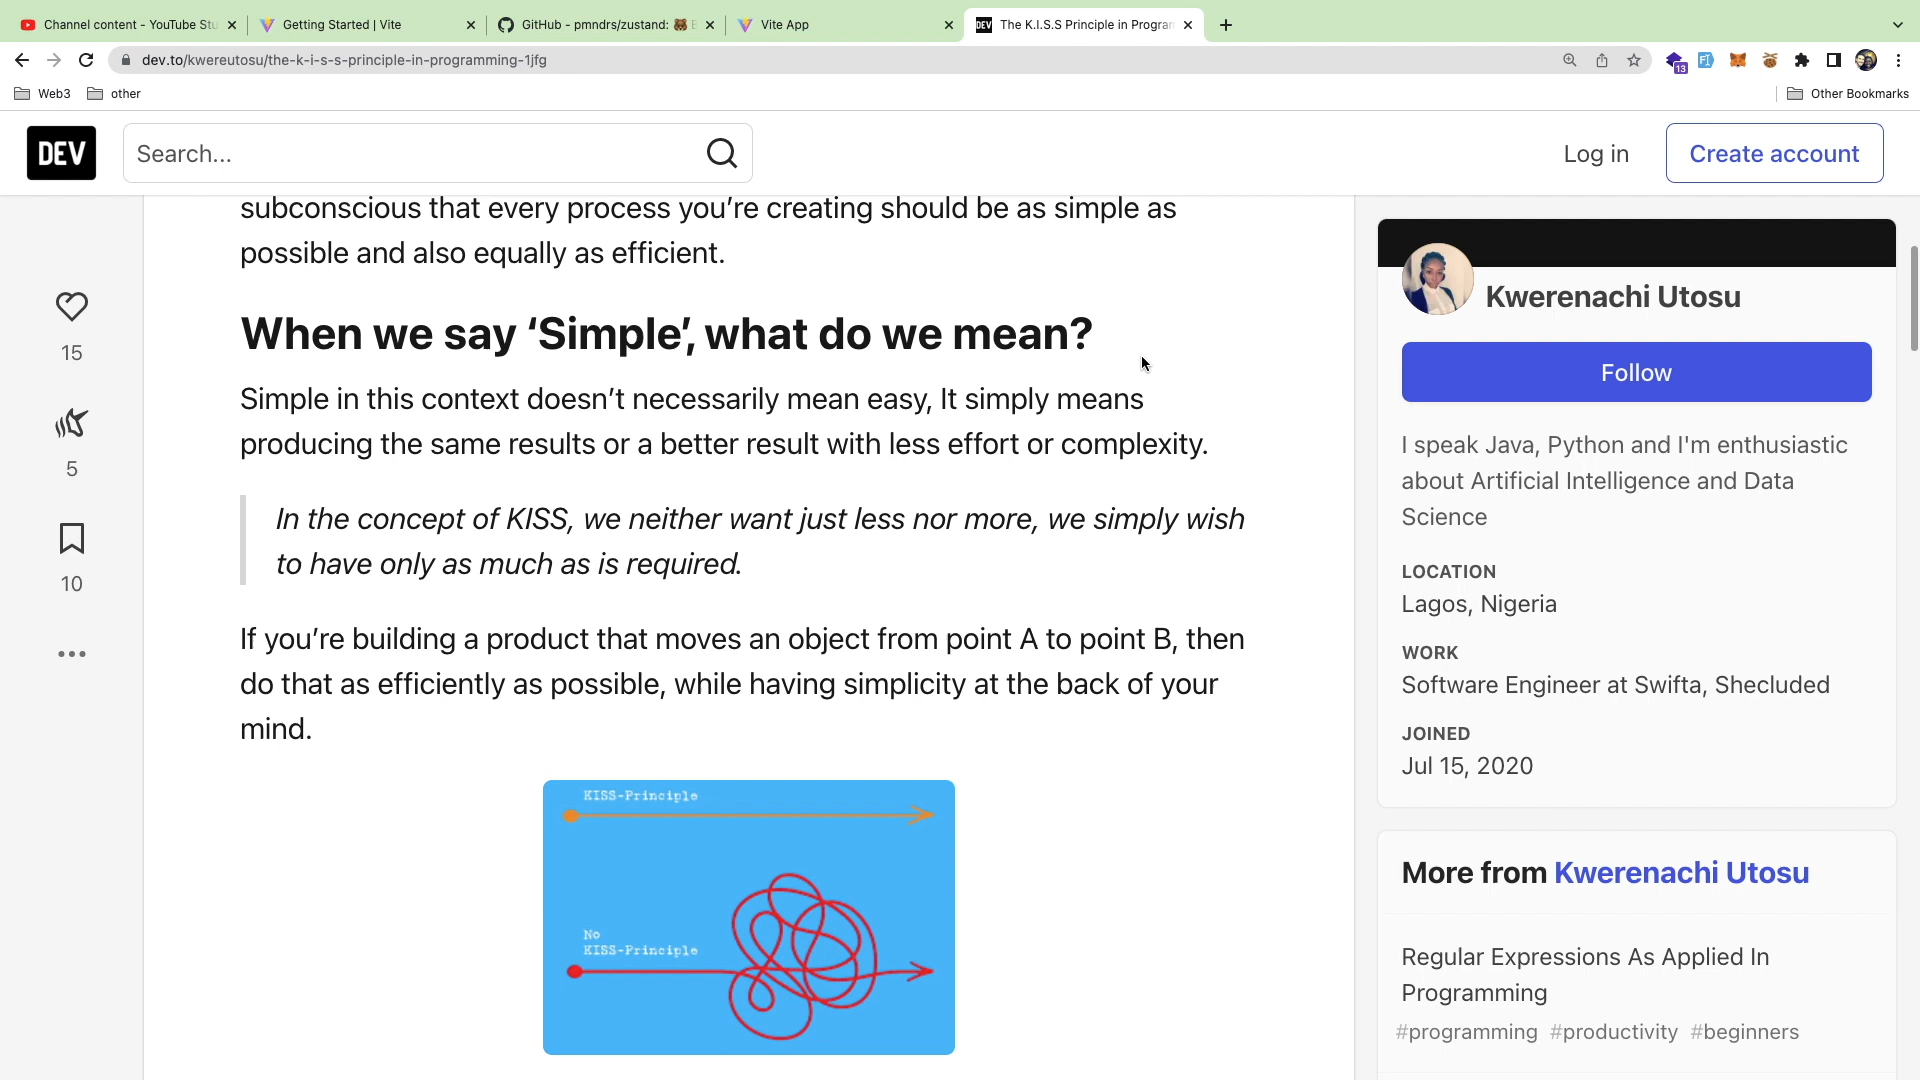 Channel content - YouTube Stu
Getting Started | Vite
GitHub - pmndrs/zustand: 🐻 B
Vite App
DEV
The K.I.S.S Principle in Program
dev.to/kwereutosu/the-k-i-s-s-principle-in-programming-1jfg
13
Web3
other
Other Bookmarks
DEV
Search...
Log in
Create account
subconscious that every process you’re creating should be as simple as
possible and also equally as efficient.
When we say ‘Simple’, what do we mean?
Simple in this context doesn’t necessarily mean easy, It simply means
producing the same results or a better result with less effort or complexity.
In the concept of KISS, we neither want just less nor more, we simply wish
to have only as much as is required.
If you’re building a product that moves an object from point A to point B, then
do that as efficiently as possible, while having simplicity at the back of your
mind.
KISS-Principle
No
KISS-Principle
15
5
10
Kwerenachi Utosu
Follow
I speak Java, Python and I'm enthusiastic
about Artificial Intelligence and Data
Science
LOCATION
Lagos, Nigeria
WORK
Software Engineer at Swifta, Shecluded
JOINED
Jul 15, 2020
More from Kwerenachi Utosu
Regular Expressions As Applied In
Programming
#programming #productivity #beginners